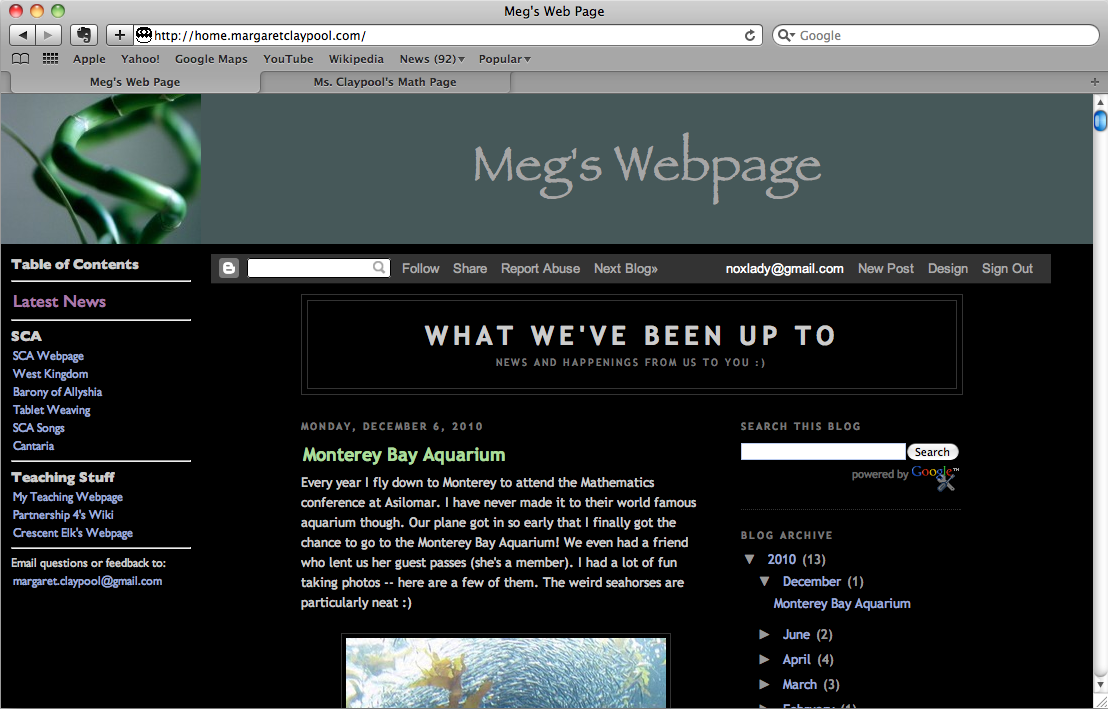 Meg's Web Page
http://home.margaretclaypool.com/
Google
Apple Yahoo! Google Maps YouTube Wikipedia News (92) Popular
Meg's Web Page
Ms. Claypool's Math Page
Meg's Webpage
Table of Contents
Latest News
SCA
SCA Webpage
West Kingdom
Barony of Allyshia
Tablet Weaving
SCA Songs
Cantaria
Teaching Stuff
My Teaching Webpage
Partnership 4's Wiki
Crescent Elk's Webpage
Email questions or feedback to:
margaret.claypool@gmail.com
Follow Share Report Abuse Next Blog» noxlady@gmail.com New Post Design Sign Out
WHAT WE'VE BEEN UP TO
NEWS AND HAPPENINGS FROM US TO YOU :)
MONDAY, DECEMBER 6, 2010
Monterey Bay Aquarium
Every year I fly down to Monterey to attend the Mathematics
conference at Asilomar. I have never made it to their world famous
aquarium though. Our plane got in so early that I finally got the
chance to go to the Monterey Bay Aquarium! We even had a friend
who lent us her guest passes (she's a member). I had a lot of fun
taking photos -- here are a few of them. The weird seahorses are
particularly neat :)
SEARCH THIS BLOG
Search
powered by Google™
BLOG ARCHIVE
▼ 2010 (13)
▼ December (1)
Monterey Bay Aquarium
► June (2)
► April (4)
► March (3)
► February (1)